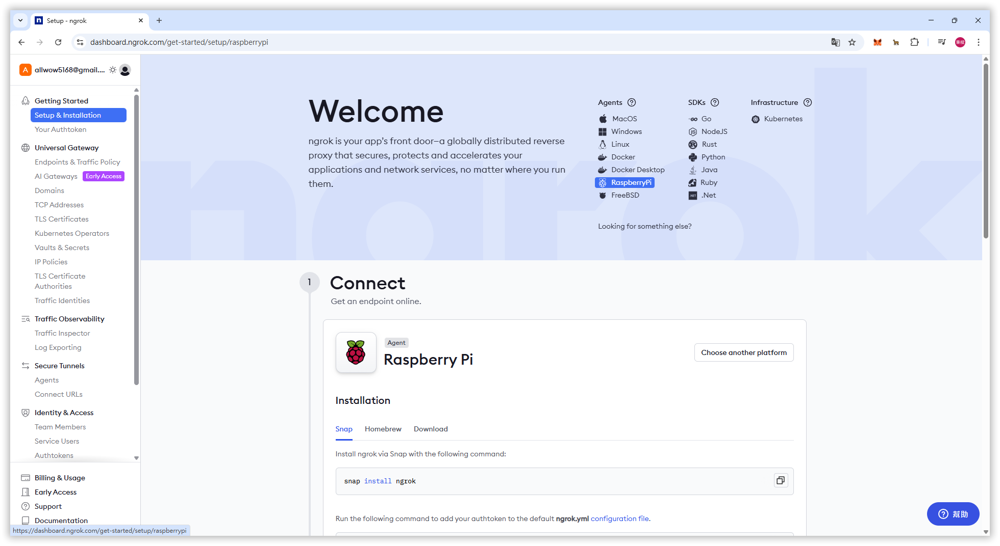 Setup - ngrok
dashboard.ngrok.com/get-started/setup/raspberrypi
A allwow5168@gmail....
Getting Started
Setup & Installation
Your Authtoken
Universal Gateway
Endpoints & Traffic Policy
AI Gateways Early Access
Domains
TCP Addresses
TLS Certificates
Kubernetes Operators
Vaults & Secrets
IP Policies
TLS Certificate
Authorities
Traffic Identities
Traffic Observability
Traffic Inspector
Log Exporting
Secure Tunnels
Agents
Connect URLs
Identity & Access
Team Members
Service Users
Authtokens
Billing & Usage
Early Access
Support
Documentation
https://dashboard.ngrok.com/get-started/setup/raspberrypi
ngrok
Welcome
ngrok is your app’s front door—a globally distributed reverse
proxy that secures, protects and accelerates your
applications and network services, no matter where you run
them.
Agents
MacOS
Windows
Linux
Docker
Docker Desktop
RaspberryPi
FreeBSD
SDKs
Go
NodeJS
Rust
Python
Java
Ruby
.Net
Infrastructure
Kubernetes
Looking for something else?
1
Connect
Get an endpoint online.
Agent
Raspberry Pi
Choose another platform
Installation
Snap Homebrew Download
Install ngrok via Snap with the following command:
snap install ngrok
Run the following command to add your authtoken to the default ngrok.yml configuration file.
幫助